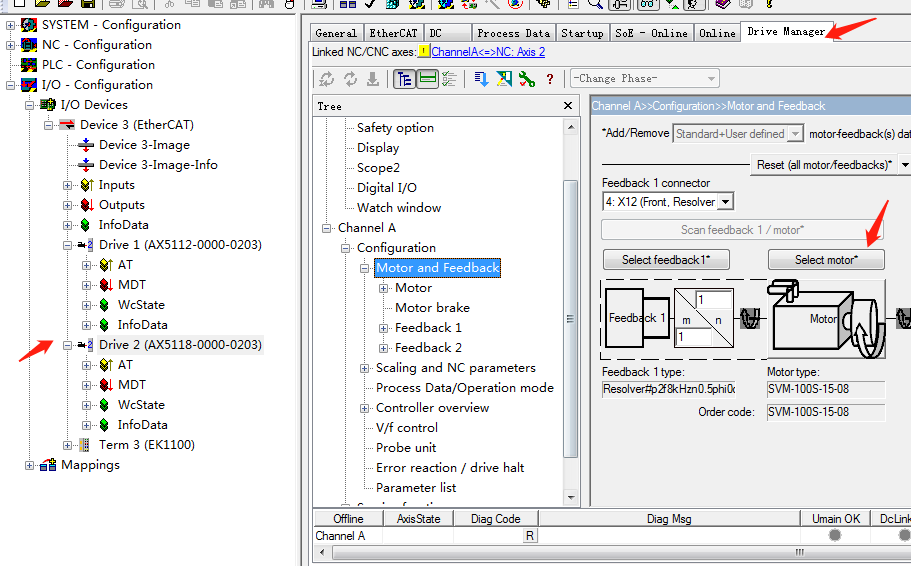 SYSTEM - Configuration
NC - Configuration
PLC - Configuration
I/O - Configuration
I/O Devices
Device 3 (EtherCAT)
Device 3-Image
Device 3-Image-Info
Inputs
Outputs
InfoData
Drive 1 (AX5112-0000-0203)
AT
MDT
WcState
InfoData
Drive 2 (AX5118-0000-0203)
AT
MDT
WcState
InfoData
Term 3 (EK1100)
Mappings
General EtherCAT DC Process Data Startup SoE - Online Online Drive Manager
Linked NC/CNC axes: ! ChannelA<=>NC: Axis 2
-Change Phase-
Tree
Safety option
Display
Scope2
Digital I/O
Watch window
Channel A
Configuration
Motor and Feedback
Motor
Motor brake
Feedback 1
Feedback 2
Scaling and NC parameters
Process Data/Operation mode
Controller overview
V/f control
Probe unit
Error reaction / drive halt
Parameter list
Channel A>>Configuration>>Motor and Feedback
*Add/Remove Standard+User defined motor-feedback(s) dat
Reset (all motor/feedbacks)*
Feedback 1 connector
4: X12 (Front, Resolver
Scan feedback 1 / motor*
Select feedback1* Select motor*
Feedback 1 1 m n 1 Motor
Feedback 1 type: Motor type:
Resolver#p2f8kHzn0.5phi0 SVM-100S-15-08
Order code: SVM-100S-15-08
Offline AxisState Diag Code Diag Msg Umain OK DcLink
Channel A R